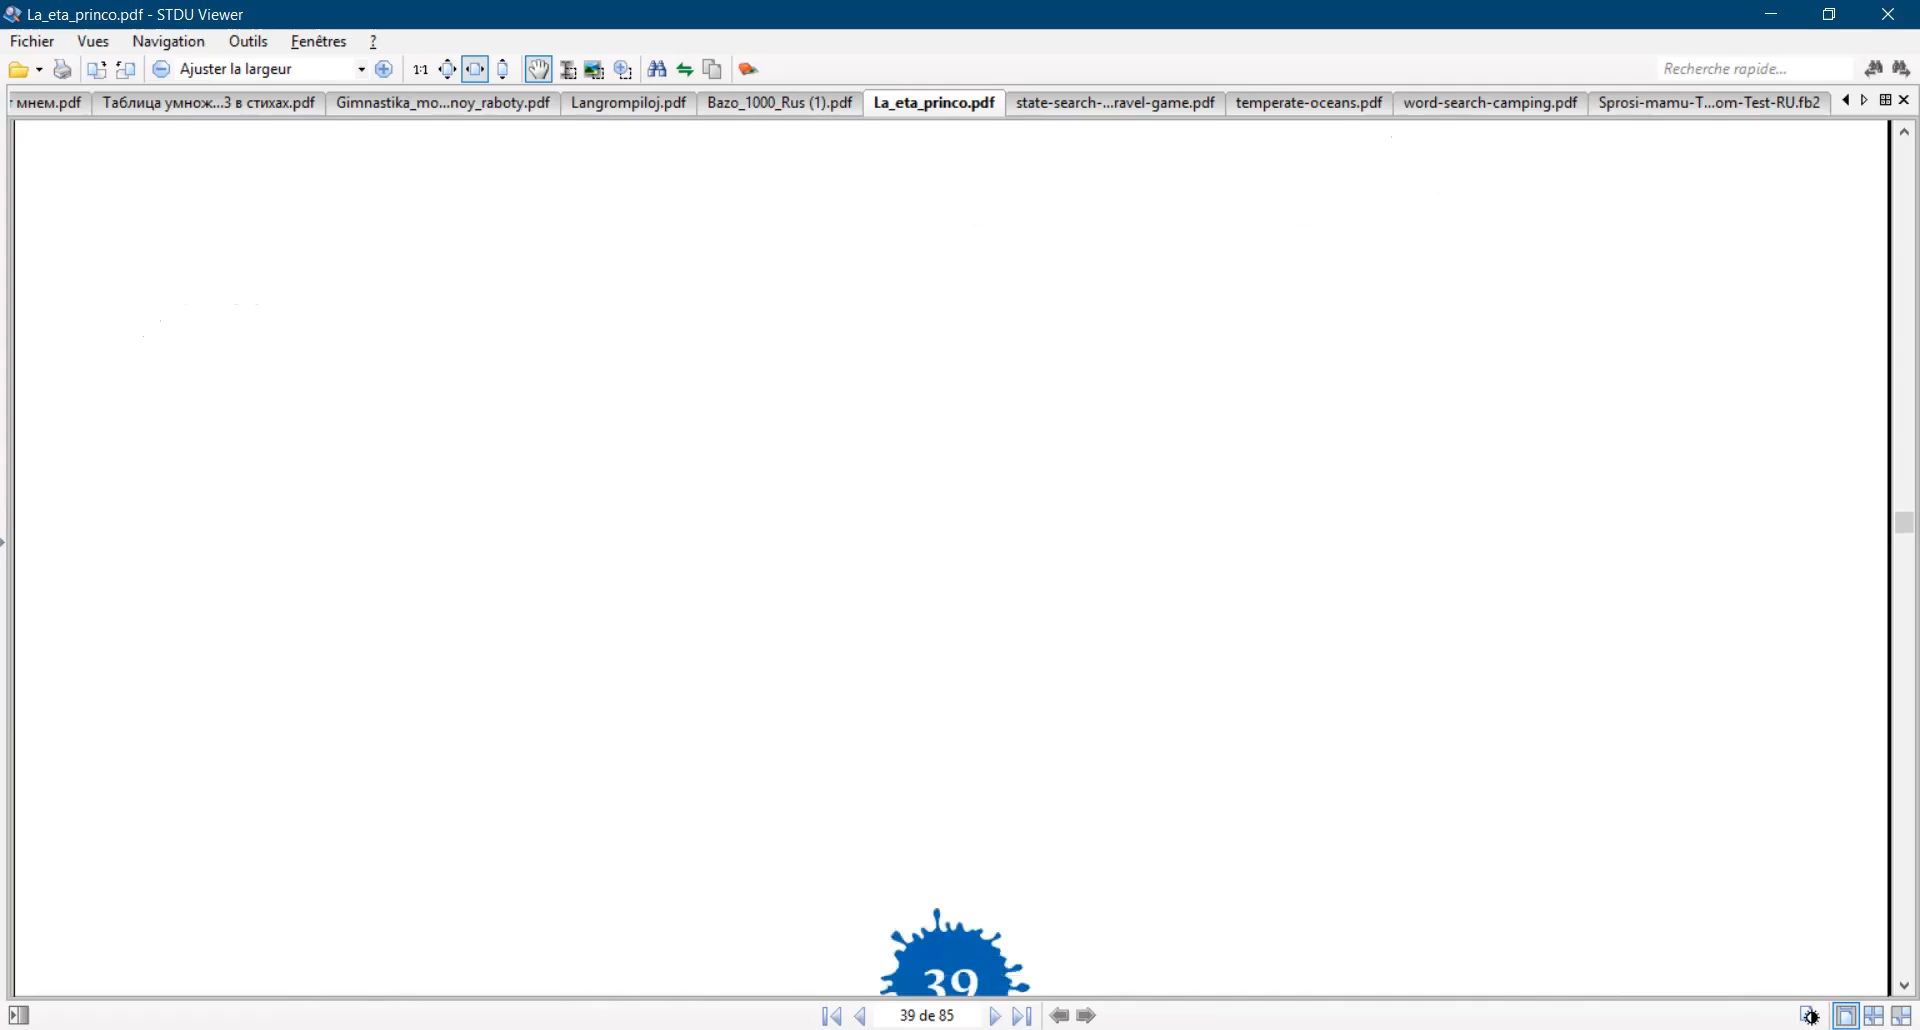 La_eta_princo.pdf - STDU Viewer
Fichier Vues Navigation Outils Fenêtres ?
Ajuster la largeur 1:1 Recherche rapide...
мнем.pdf Таблица умнож...3 в стихах.pdf Gimnastika_mo...noy_raboty.pdf Langrompiloj.pdf Bazo_1000_Rus (1).pdf La_eta_princo.pdf state-search-...ravel-game.pdf temperate-oceans.pdf word-search-camping.pdf Sprosi-mamu-T...om-Test-RU.fb2
39
39 de 85